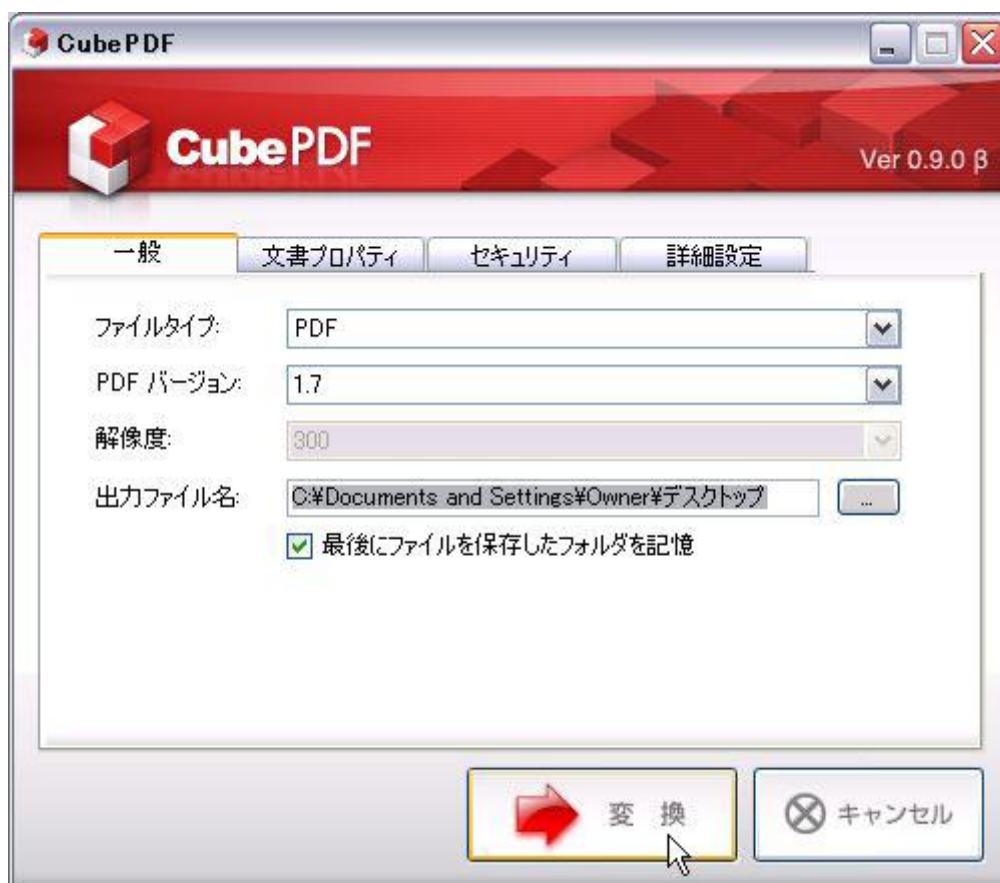 CubePDF
CubePDF
Ver 0.9.0 β
一般 文書プロパティ セキュリティ 詳細設定
ファイルタイプ: PDF
PDF バージョン: 1.7
解像度: 300
出力ファイル名: C:¥Documents and Settings¥Owner¥デスクトップ ...
最後にファイルを保存したフォルダを記憶
変 換 キャンセル